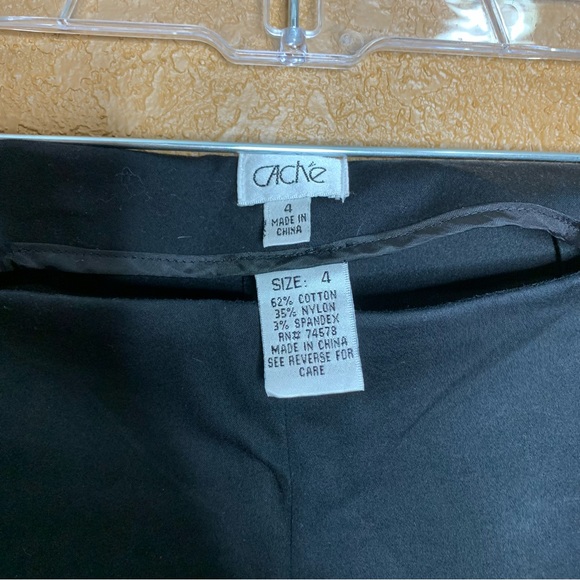 CAChé
4
MADE IN
CHINA
SIZE: 4
62% COTTON
35% NYLON
3% SPANDEX
RN# 74578
MADE IN CHINA
SEE REVERSE FOR
CARE